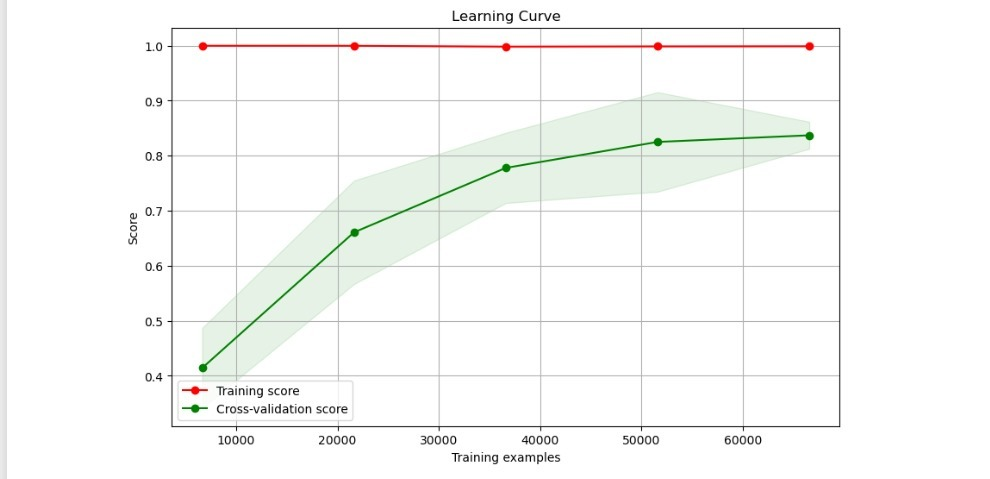 Learning Curve
1.0
0.9
0.8
0.7
0.6
0.5
0.4
Score
Training score
Cross-validation score
10000 20000 30000 40000 50000 60000
Training examples